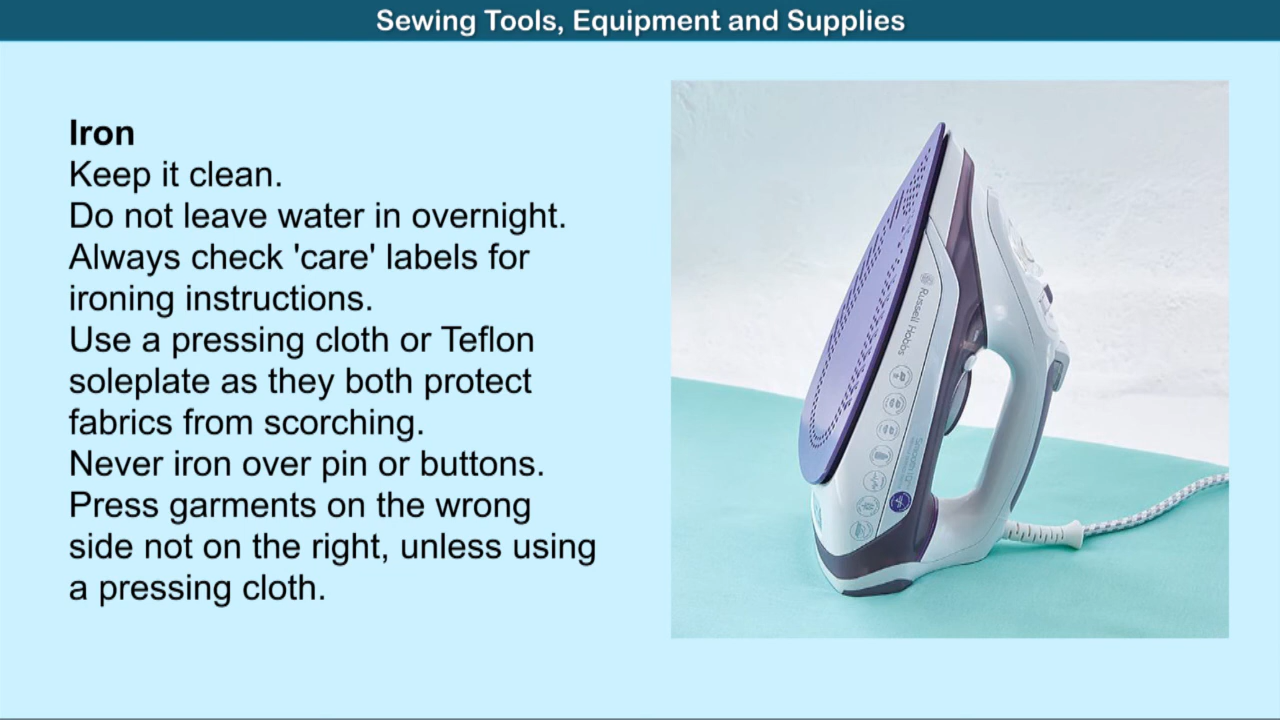 Sewing Tools, Equipment and Supplies
Iron
Keep it clean.
Do not leave water in overnight.
Always check 'care' labels for
ironing instructions.
Use a pressing cloth or Teflon
soleplate as they both protect
fabrics from scorching.
Never iron over pin or buttons.
Press garments on the wrong
side not on the right, unless using
a pressing cloth.
Russell Hobbs